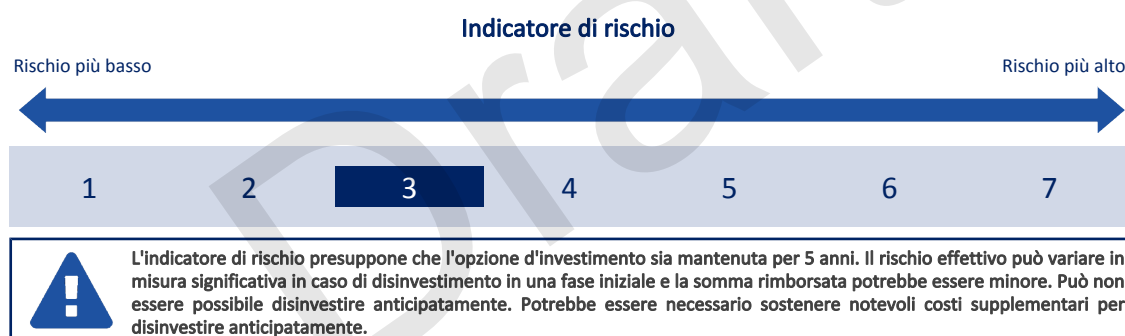 Indicatore di rischio
Rischio più basso Rischio più alto
1 2 3 4 5 6 7
L'indicatore di rischio presuppone che l'opzione d'investimento sia mantenuta per 5 anni. Il rischio effettivo può variare in
misura significativa in caso di disinvestimento in una fase iniziale e la somma rimborsata potrebbe essere minore. Può non
essere possibile disinvestire anticipatamente. Potrebbe essere necessario sostenere notevoli costi supplementari per
disinvestire anticipatamente.